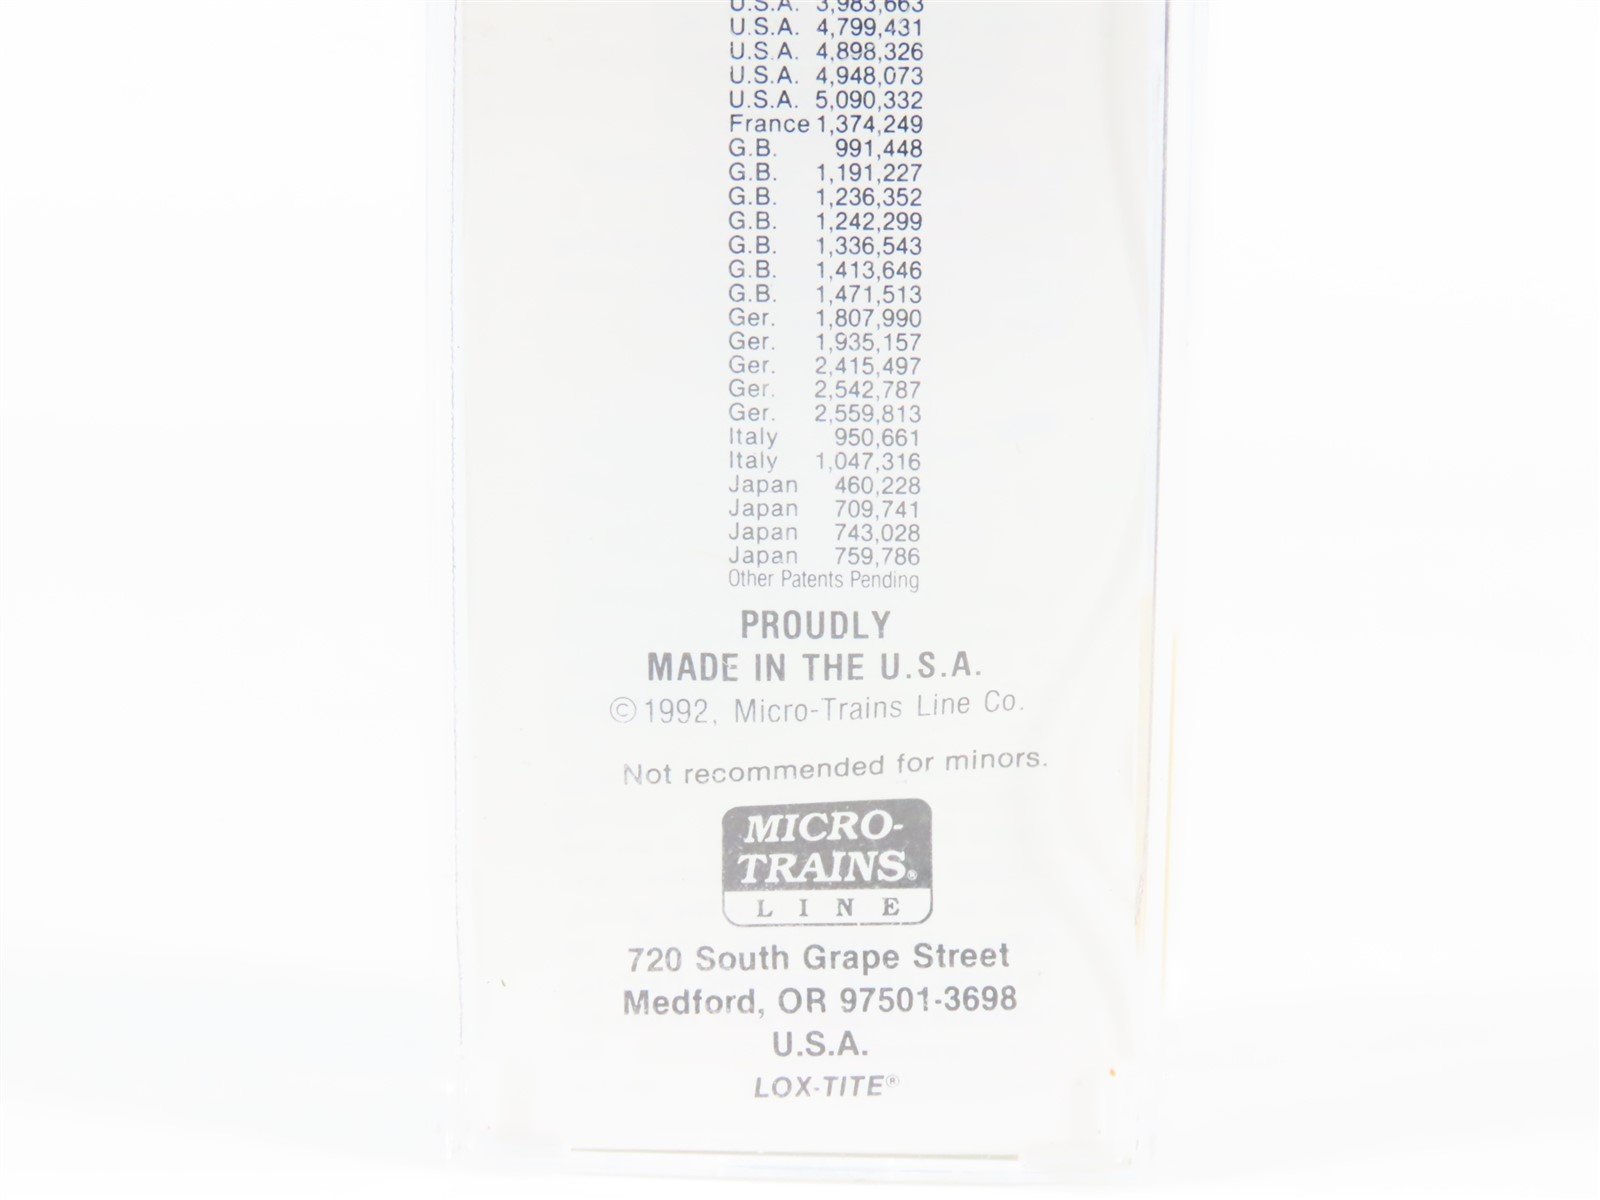 U.S.A. 3,983,663
U.S.A. 4,799,431
U.S.A. 4,898,326
U.S.A. 4,948,073
U.S.A. 5,090,332
France 1,374,249
G.B. 991,448
G.B. 1,191,227
G.B. 1,236,352
G.B. 1,242,299
G.B. 1,336,543
G.B. 1,413,646
G.B. 1,471,513
Ger. 1,807,990
Ger. 1,935,157
Ger. 2,415,497
Ger. 2,542,787
Ger. 2,559,813
Italy 950,661
Italy 1,047,316
Japan 460,228
Japan 709,741
Japan 743,028
Japan 759,786
Other Patents Pending
PROUDLY
MADE IN THE U.S.A.
©1992, Micro-Trains Line Co.
Not recommended for minors.
MICRO-
TRAINS®
LINE
720 South Grape Street
Medford, OR 97501-3698
U.S.A.
LOX-TITE®